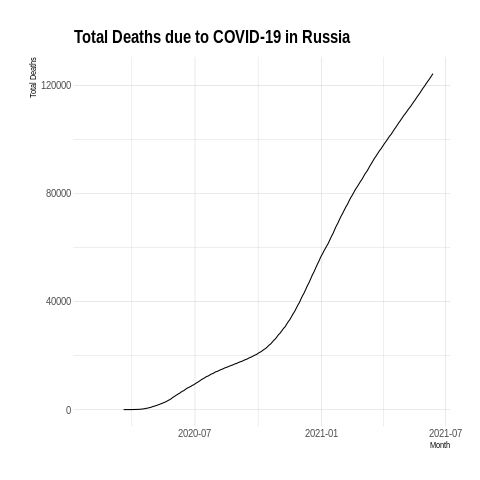 Total Deaths due to COVID-19 in Russia
Total Deaths
120000
80000
40000
0
2020-07
2021-01
2021-07
Month